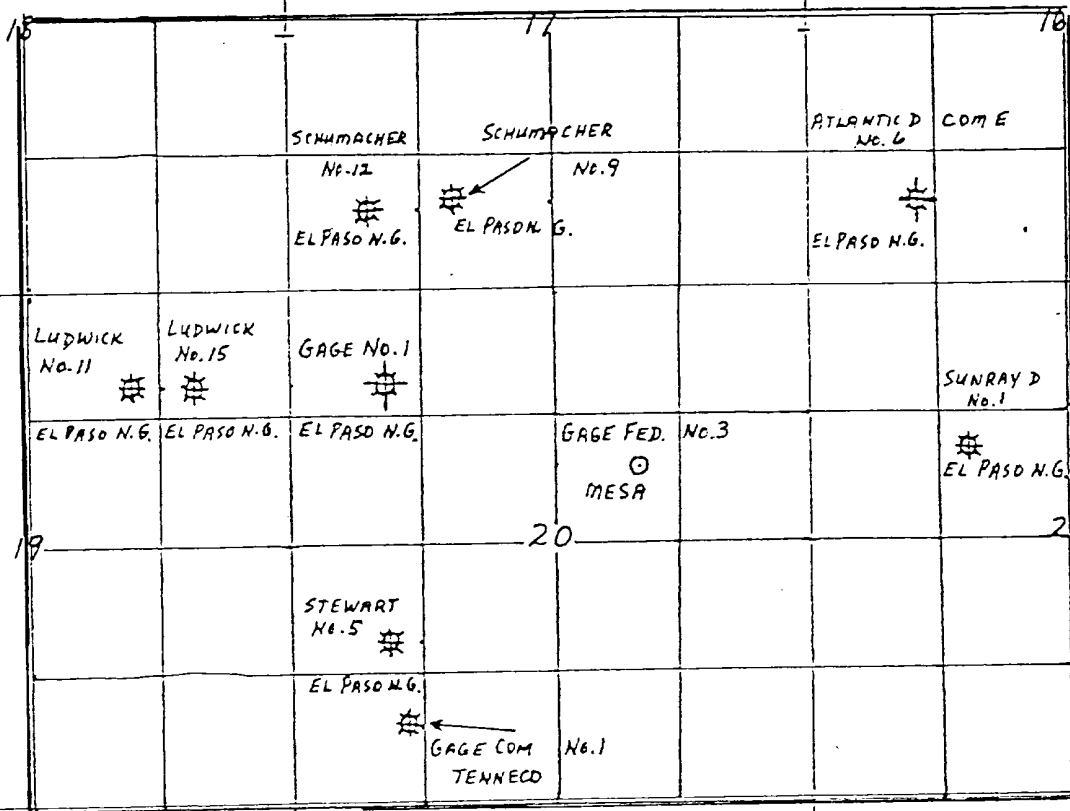 18 17 16
SCHUMACHER
No.12
EL PASO N.G.
SCHUMACHER
No.9
EL PASO N. G.
ATLANTIC D COM E
No. 6
EL PASO N.G.
LUDWICK
No.11
EL PASO N.G.
LUDWICK
No.15
EL PASO N.G.
GAGE No.1
EL PASO N.G.
SUNRAY D
No.1
EL PASO N.G.
GAGE FED. No.3
MESA
19 20 2
STEWART
No.5
EL PASO N.G.
GAGE COM No.1
TENNECO